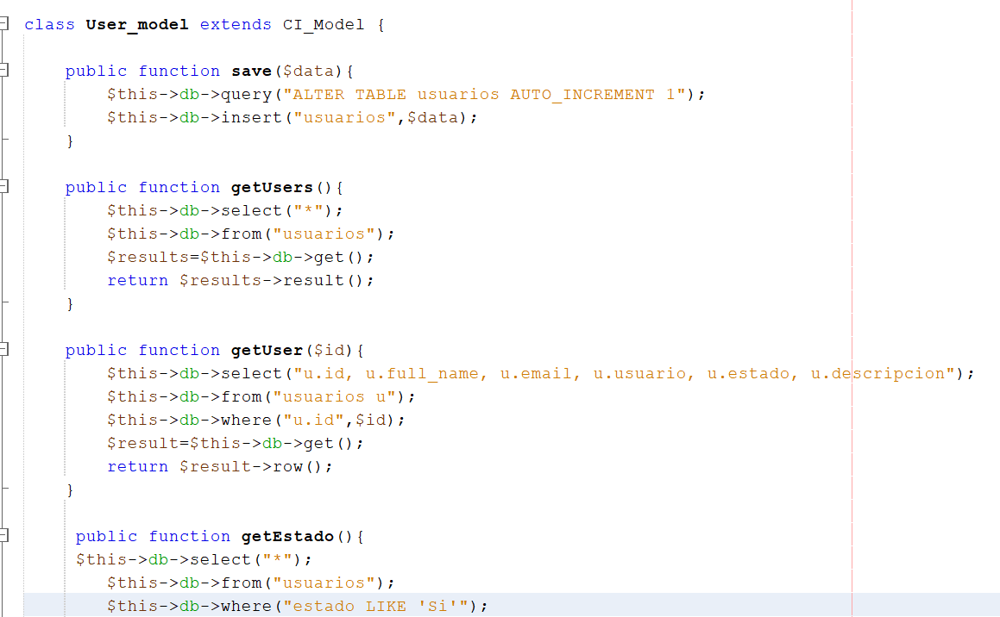 class User_model extends CI_Model {
public function save($data){
$this->db->query("ALTER TABLE usuarios AUTO_INCREMENT 1");
$this->db->insert("usuarios",$data);
}
public function getUsers(){
$this->db->select("*");
$this->db->from("usuarios");
$results=$this->db->get();
return $results->result();
}
public function getUser($id){
$this->db->select("u.id, u.full_name, u.email, u.usuario, u.estado, u.descripcion");
$this->db->from("usuarios u");
$this->db->where("u.id",$id);
$result=$this->db->get();
return $result->row();
}
public function getEstado(){
$this->db->select("*");
$this->db->from("usuarios");
$this->db->where("estado LIKE 'Si'");